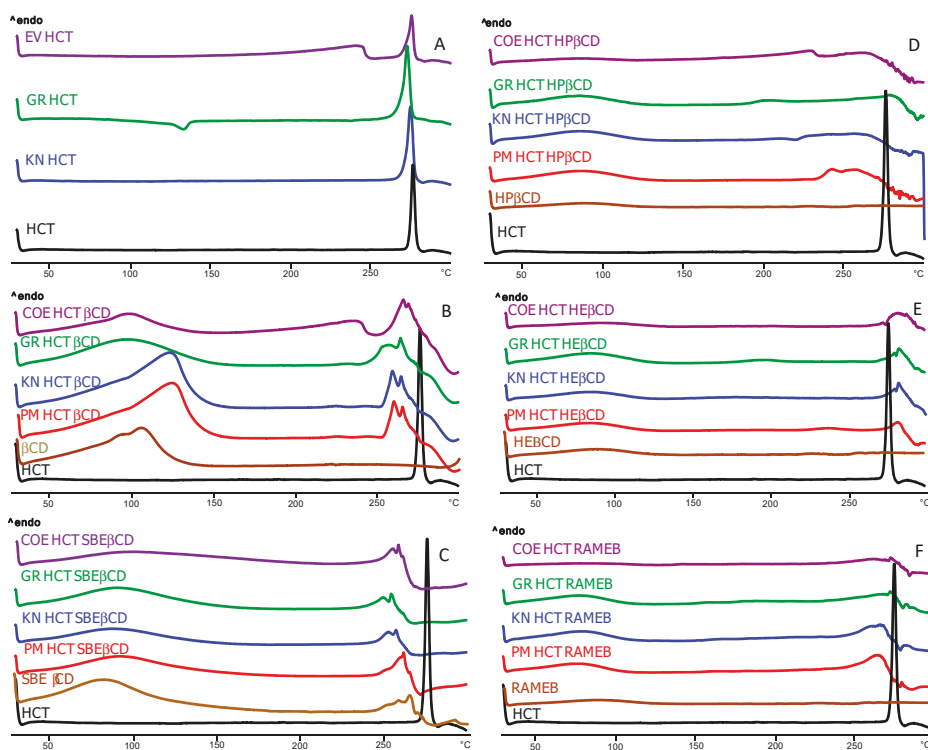 ^endo
EV HCT
A
GR HCT
KN HCT
HCT
50 100 150 200 250 °C
^endo
COE HCT HPβCD
D
GR HCT HPβCD
KN HCT HPβCD
PM HCT HPβCD
HPβCD
HCT
50 100 150 200 250 °C
^endo
COE HCT βCD
B
GR HCT βCD
KN HCT βCD
PM HCT βCD
βCD
HCT
50 100 150 200 250 °C
^endo
COE HCT HEβCD
E
GR HCT HEβCD
KN HCT HEβCD
PM HCT HEβCD
HEβCD
HCT
50 100 150 200 250 °C
^endo
COE HCT SBEβCD
C
GR HCT SBEβCD
KN HCT SBEβCD
PM HCT SBEβCD
SBE βCD
HCT
50 100 150 200 250 °C
^endo
COE HCT RAMEB
F
GR HCT RAMEB
KN HCT RAMEB
PM HCT RAMEB
RAMEB
HCT
50 100 150 200 250 °C